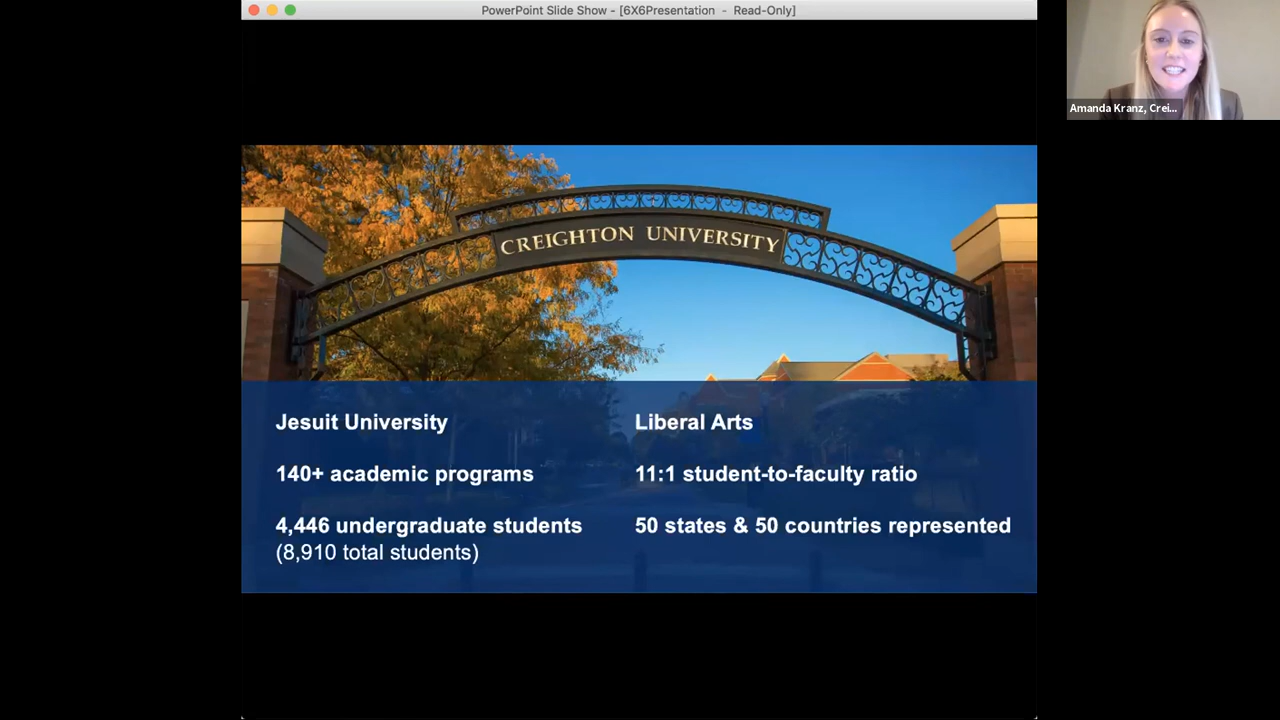 PowerPoint Slide Show - [6X6Presentation - Read-Only]
Amanda Kranz, Crei...
CREIGHTON UNIVERSITY
Jesuit University
Liberal Arts
140+ academic programs
11:1 student-to-faculty ratio
4,446 undergraduate students
(8,910 total students)
50 states & 50 countries represented